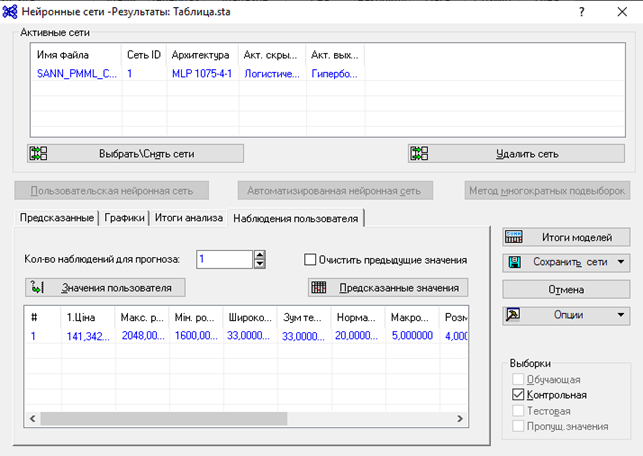 Нейронные сети -Результаты: Таблица.sta
Активные сети
Имя файла Сеть ID Архитектура Акт. скры... Акт. вых...
SANN_PMML_C... 1 MLP 1075-4-1 Логистиче... Гипербо...
Выбрать\Снять сети Удалить сеть
Пользовательская нейронная сеть Автоматизированная нейронная сеть Метод многократных подвыборок
Предсказанные Графики Итоги анализа Наблюдения пользователя
Итоги моделей
Кол-во наблюдений для прогноза: 1 Очистить предыдущие значения
Сохранить сети
Значения пользователя Предсказанные значения
Отмена
# 1.Ціна Макс. р... Мін. ро... Широко... Зум те... Норма... Макро... Розм
Опции
1 141,342... 2048,00... 1600,00... 33,0000... 33,0000... 20,0000... 5,000000 4,000
Выборки
Обучающая
Контрольная
Тестовая
Пропущ.значения